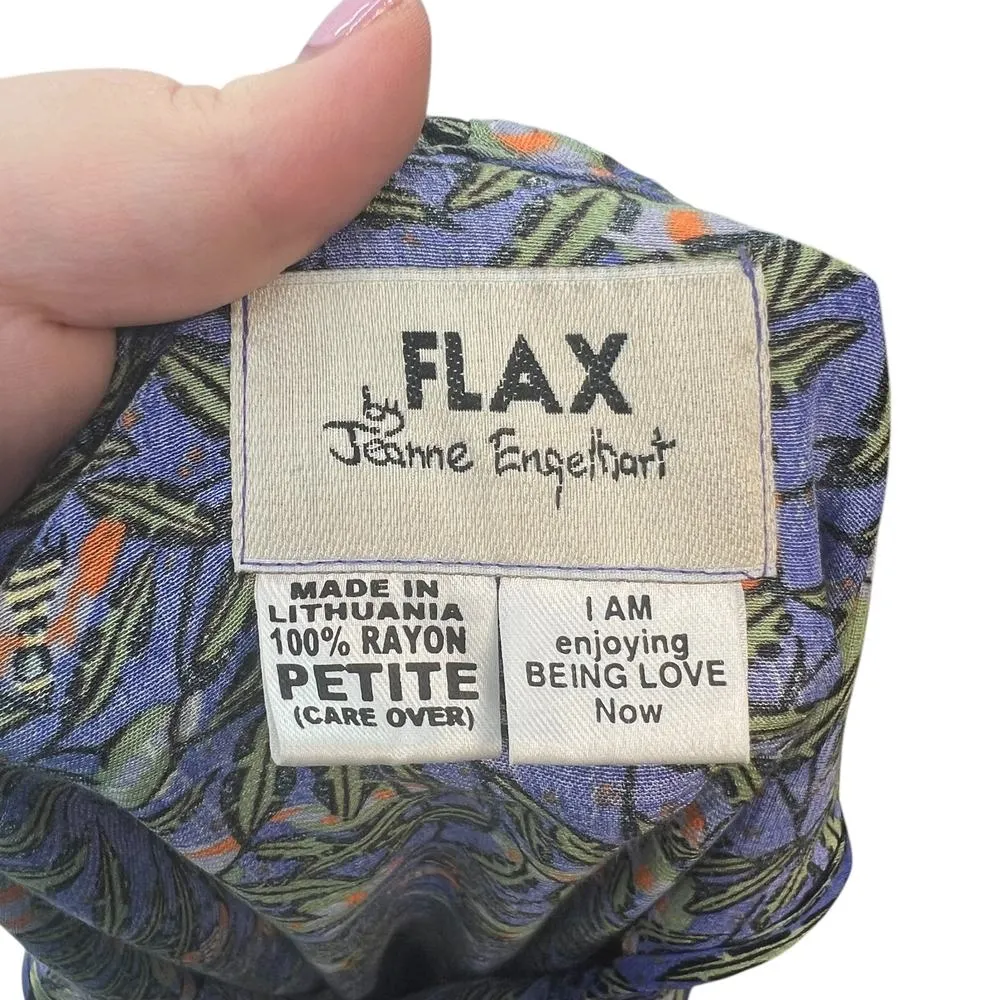 FLAX
by
Jeanne Engelhart
MADE IN
LITHUANIA
100% RAYON
PETITE
(CARE OVER)
I AM
enjoying
BEING LOVE
Now